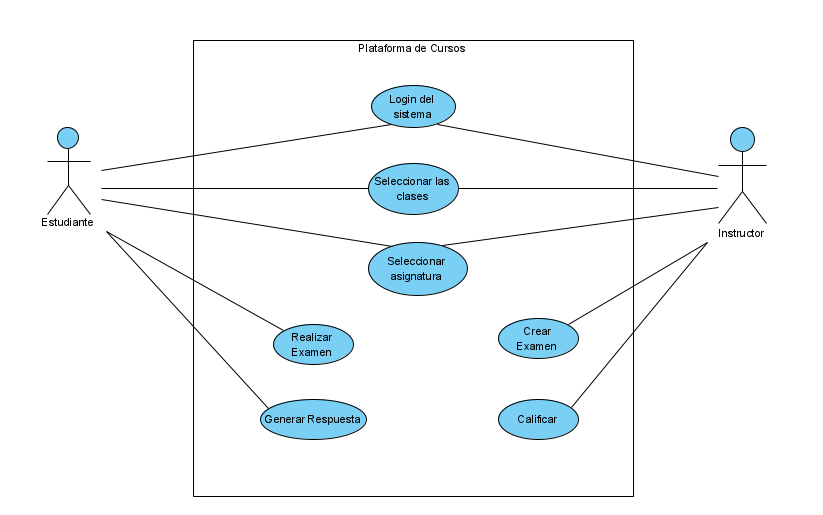 Plataforma de Cursos
Login del
sistema
Seleccionar las
clases
Estudiante
Instructor
Seleccionar
asignatura
Realizar
Examen
Crear
Examen
Generar Respuesta
Calificar